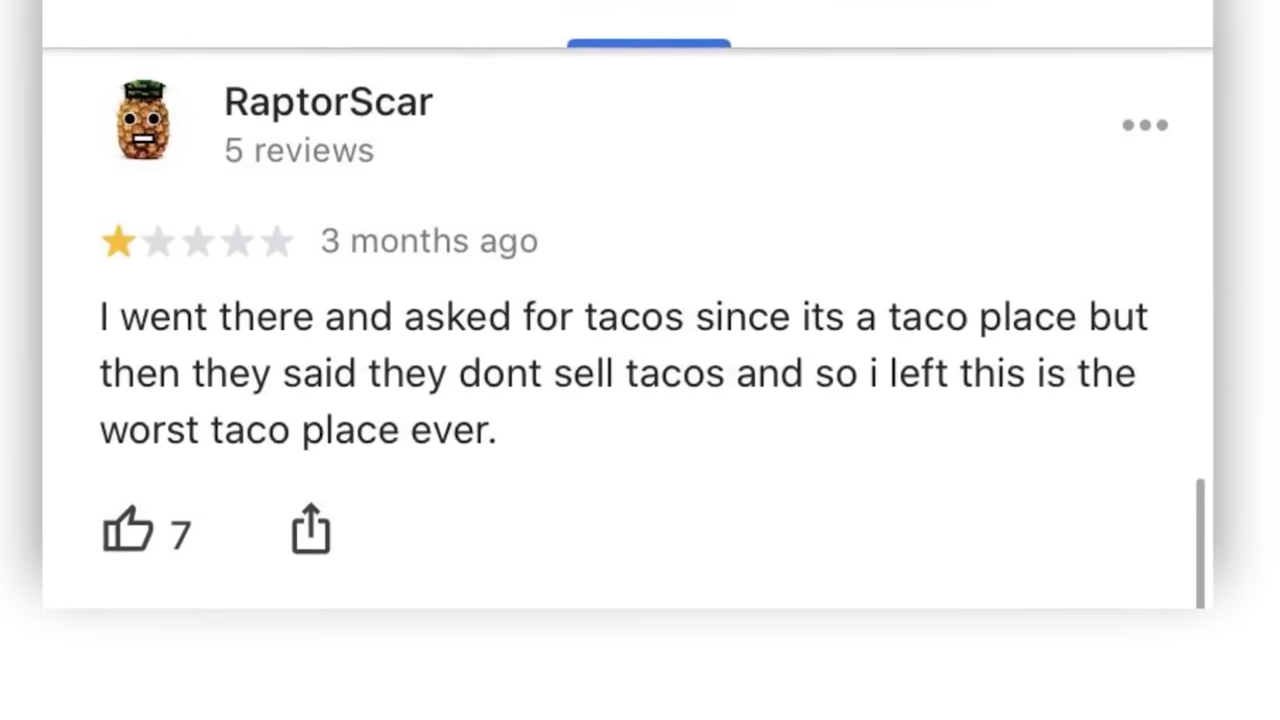 RaptorScar
5 reviews
3 months ago
I went there and asked for tacos since its a taco place but
then they said they dont sell tacos and so i left this is the
worst taco place ever.
7